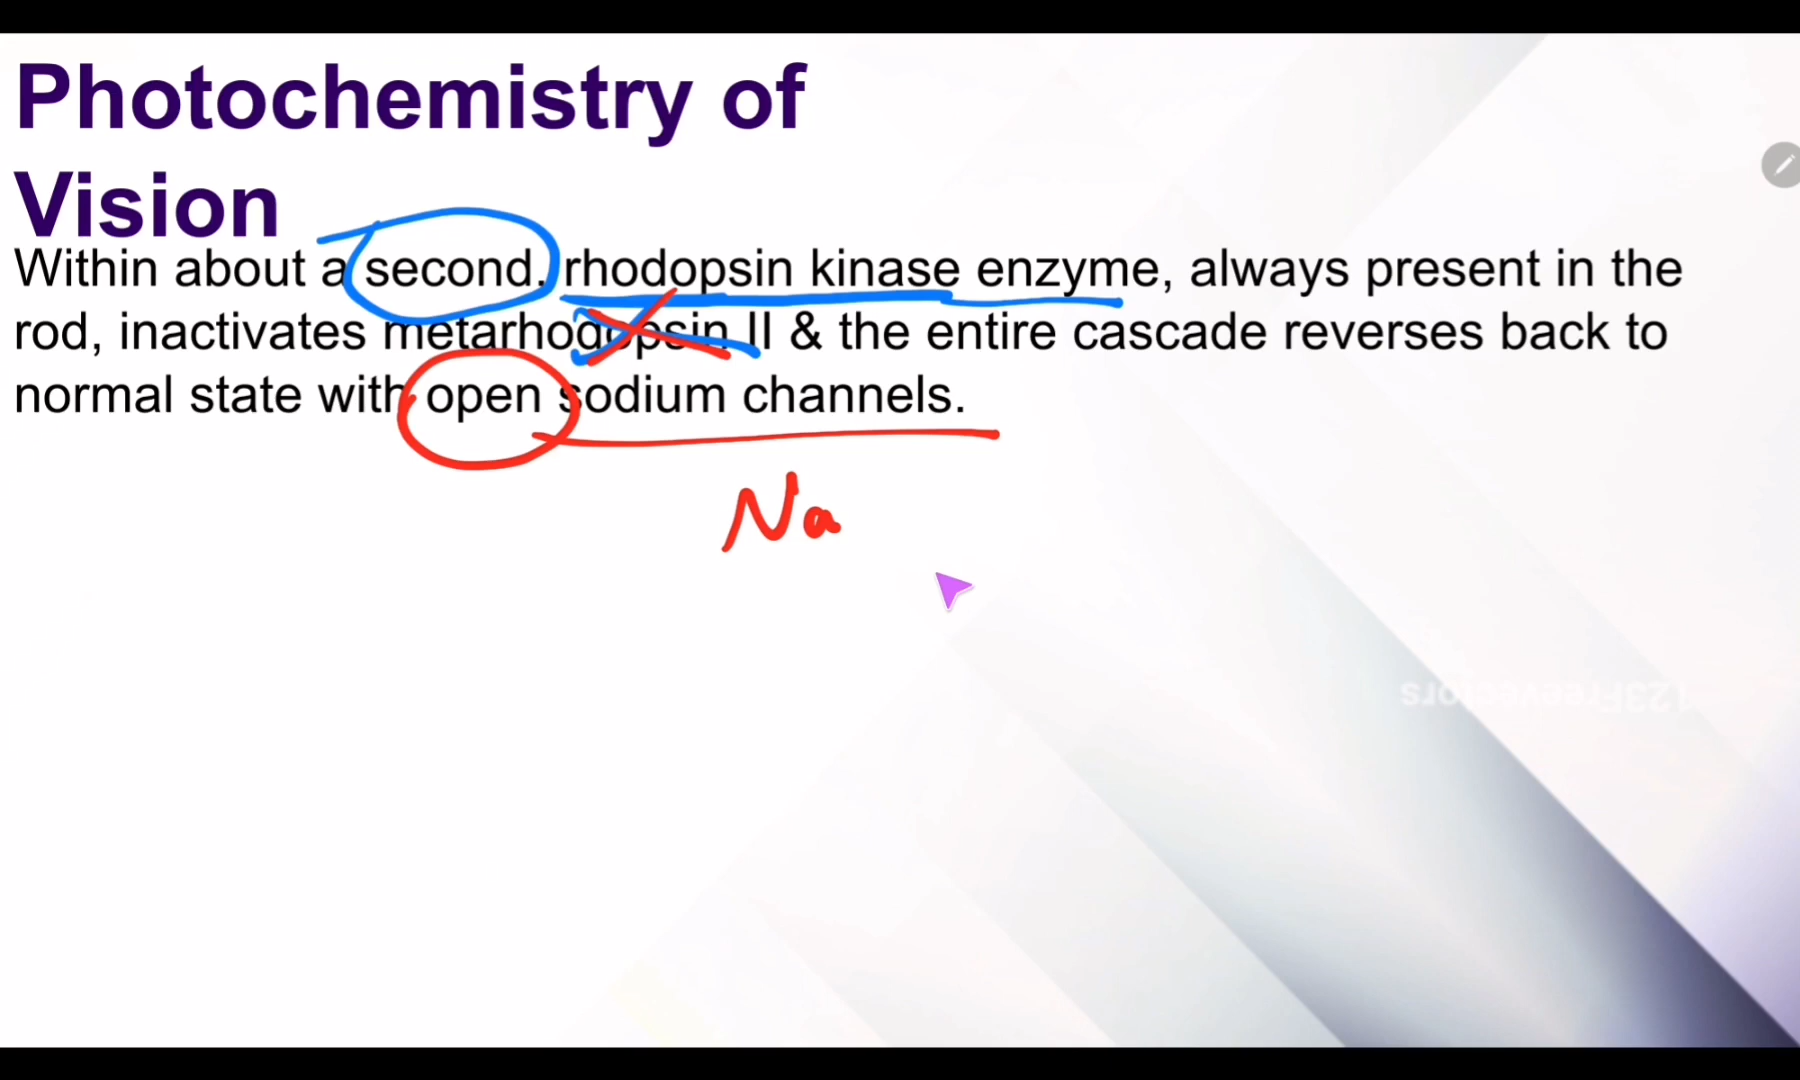 Photochemistry of
Vision
Within about a second, rhodopsin kinase enzyme, always present in the
rod, inactivates metarhodopsin II & the entire cascade reverses back to
normal state with open sodium channels.
Na
123Freevectors